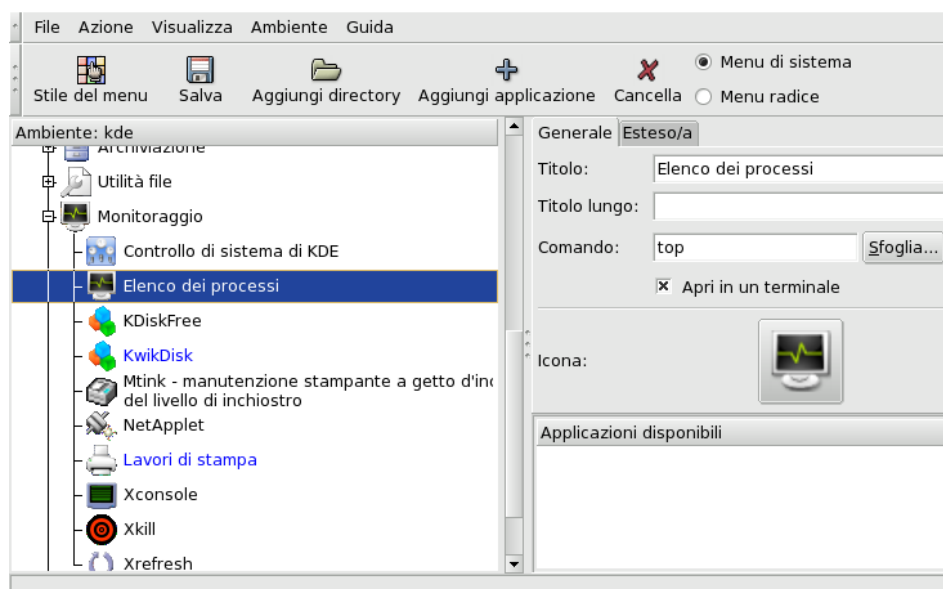 File Azione Visualizza Ambiente Guida
Stile del menu Salva Aggiungi directory Aggiungi applicazione Cancella
Menu di sistema
Menu radice
Ambiente: kde
Archiviazione
Utilità file
Monitoraggio
Controllo di sistema di KDE
Elenco dei processi
KDiskFree
KwikDisk
Mtink - manutenzione stampante a getto d'inc
del livello di inchiostro
NetApplet
Lavori di stampa
Xconsole
Xkill
Xrefresh
Generale Esteso/a
Titolo: Elenco dei processi
Titolo lungo:
Comando: top Sfoglia...
Apri in un terminale
Icona:
Applicazioni disponibili